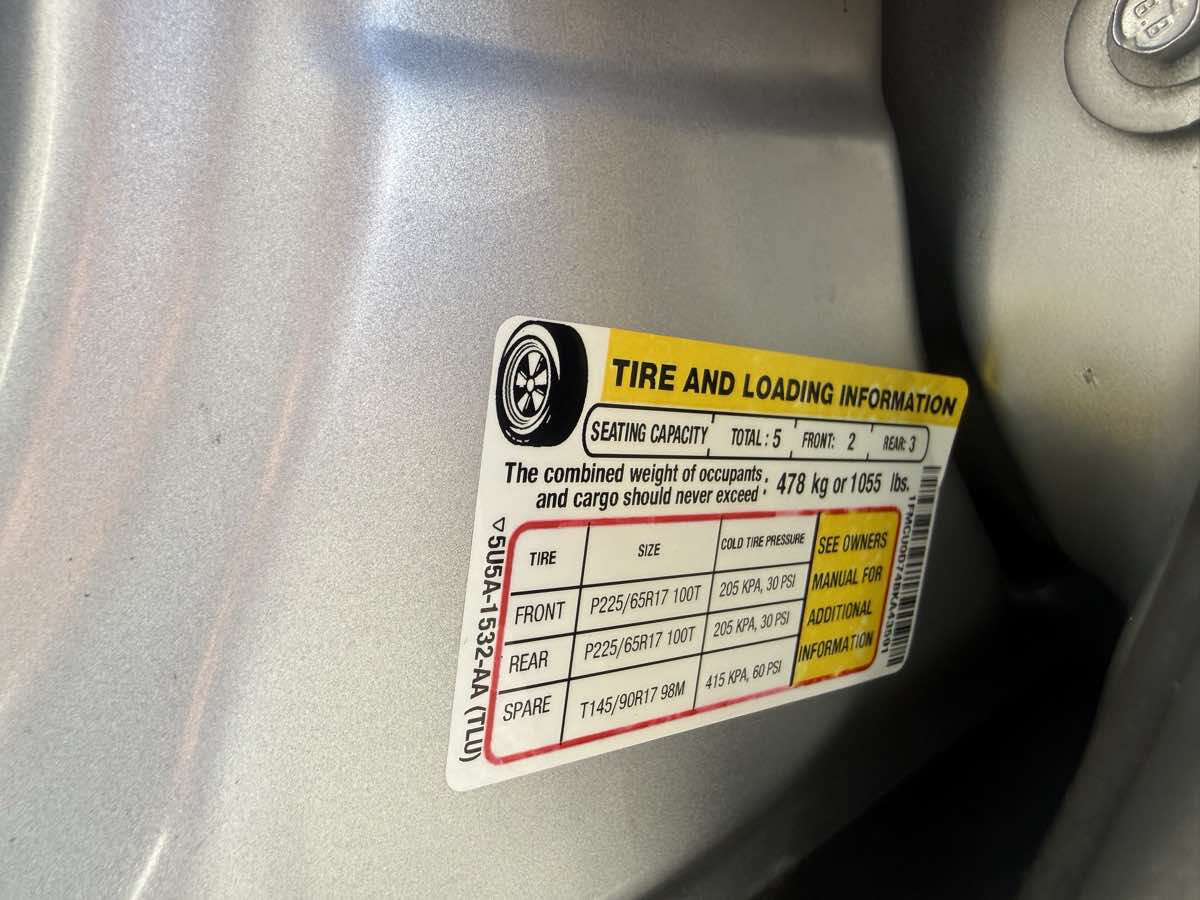 TIRE AND LOADING INFORMATION
SEATING CAPACITY TOTAL : 5 FRONT: 2 REAR: 3
The combined weight of occupants
and cargo should never exceed : 478 kg or 1055 lbs.
TIRE SIZE COLD TIRE PRESSURE
FRONT P225/65R17 100T 205 KPA, 30 PSI
REAR P225/65R17 100T 205 KPA, 30 PSI
SPARE T145/90R17 98M 415 KPA, 60 PSI
SEE OWNERS
MANUAL FOR
ADDITIONAL
INFORMATION
5U5A-1532-AA (TLU)